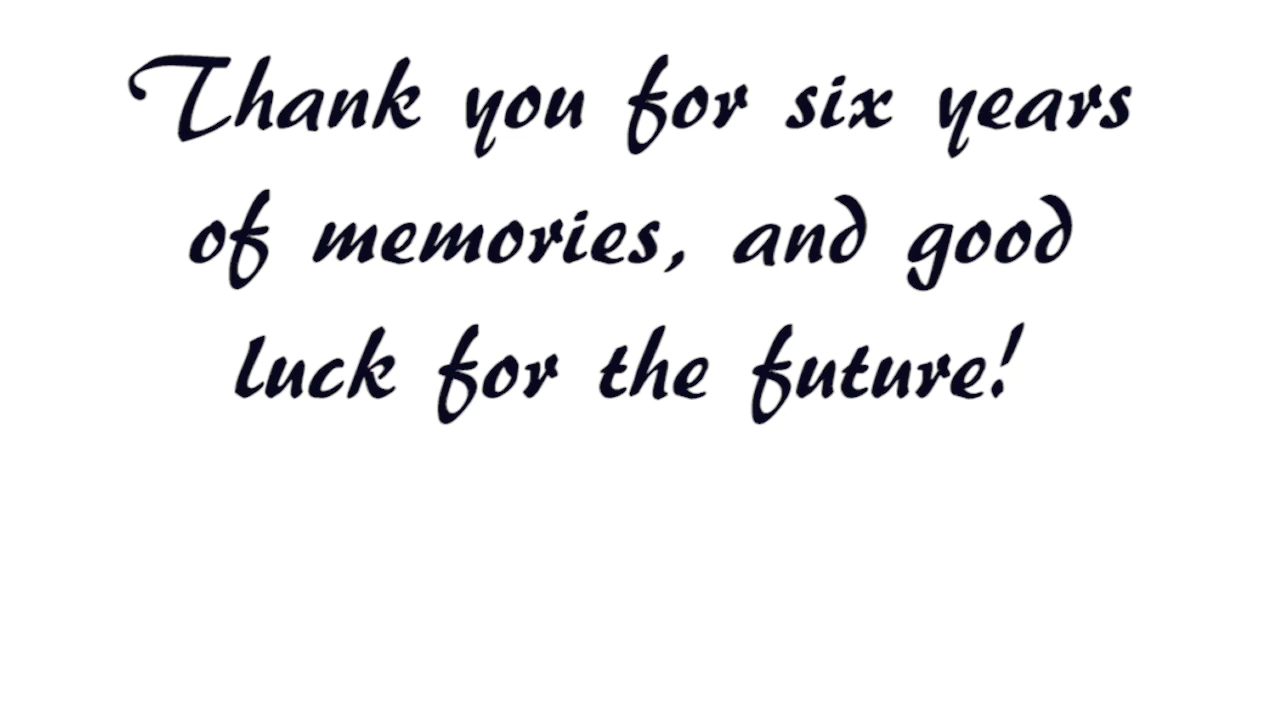 Thank you for six years
of memories, and good
luck for the future!